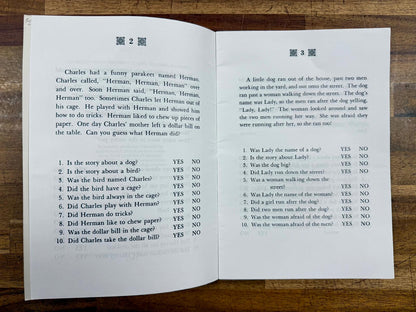 2
Charles had a funny parakeet named Herman.
Charles called, "Herman, Herman, Herman" over
and over. Soon Herman said, "Herman, Herman,
Herman" too. Sometimes Charles let Herman out of
his cage. He played with Herman and showed him
how to do tricks. Herman liked to chew up pieces of
paper. One day Charles' mother left a dollar bill on
the table. Can you guess what Herman did?
1. Is the story about a dog? YES NO
2. Is the story about a bird? YES NO
3. Was the bird named Charles? YES NO
4. Did the bird have a cage? YES NO
5. Was the bird always in the cage? YES NO
6. Did Charles play with Herman? YES NO
7. Did Herman do tricks? YES NO
8. Did Herman like to chew paper? YES NO
9. Was the dollar bill in the cage? YES NO
10. Did Charles take the dollar bill? YES NO
3
A little dog ran out of the house, past two men
working in the yard, and out onto the street. The dog
ran past a woman walking down the street. The dog's
name was Lady, so the men ran after the dog yelling,
"Lady, Lady!" The woman looked around and saw
the two men running her way. She was afraid they
were running after her, so she ran too!
1. Was Lady the name of a dog? YES NO
2. Is the story about Lady? YES NO
3. Was the dog big? YES NO
4. Did Lady run down the street? YES NO
5. Was a woman walking down the
street? YES NO
6. Was Lady the name of the woman? YES NO
7. Did a girl run after the dog? YES NO
8. Did two men run after the dog? YES NO
9. Was the woman afraid of the dog? YES NO
10. Was the woman afraid of the men? YES NO